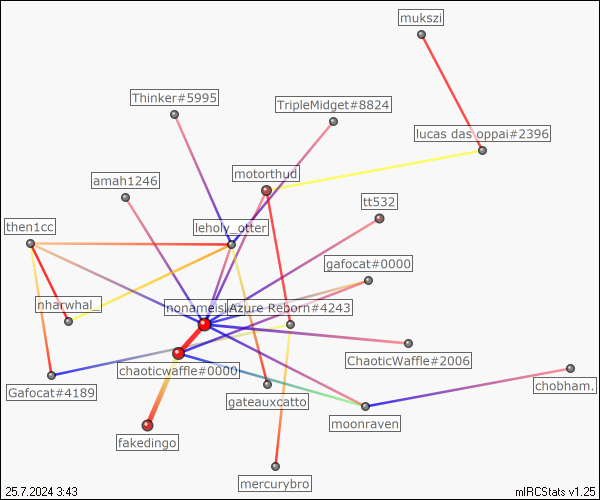 mukszi
Thinker#5995
TripleMidget#8824
lucas das oppai#2396
motorthud
amah1246
tt532
then1cc
leholy_otter
gafocat#0000
nharwhal_
Azure Reborn#4243
ChaoticWaffle#2006
chaoticwaffle#0000
chobham.
Gafocat#4189
gateauxcatto
moonraven
fakedingo
mercurybro
25.7.2024 3:43
mIRCStats v1.25